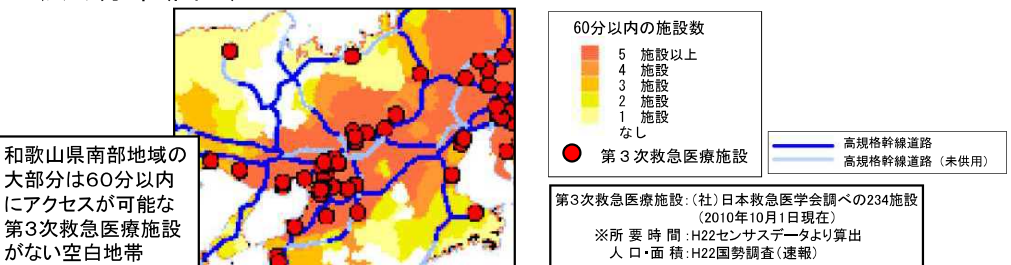 和歌山県南部地域の
大部分は60分以内
にアクセスが可能な
第3次救急医療施設
がない空白地帯
60分以内の施設数
5 施設以上
4 施設
3 施設
2 施設
1 施設
なし
第3次救急医療施設
高規格幹線道路
高規格幹線道路(未供用)
第3次救急医療施設:(社)日本救急医学会調べの234施設
(2010年10月1日現在)
※所 要 時 間:H22センサスデータより算出
人 口・面 積:H22国勢調査(速報)